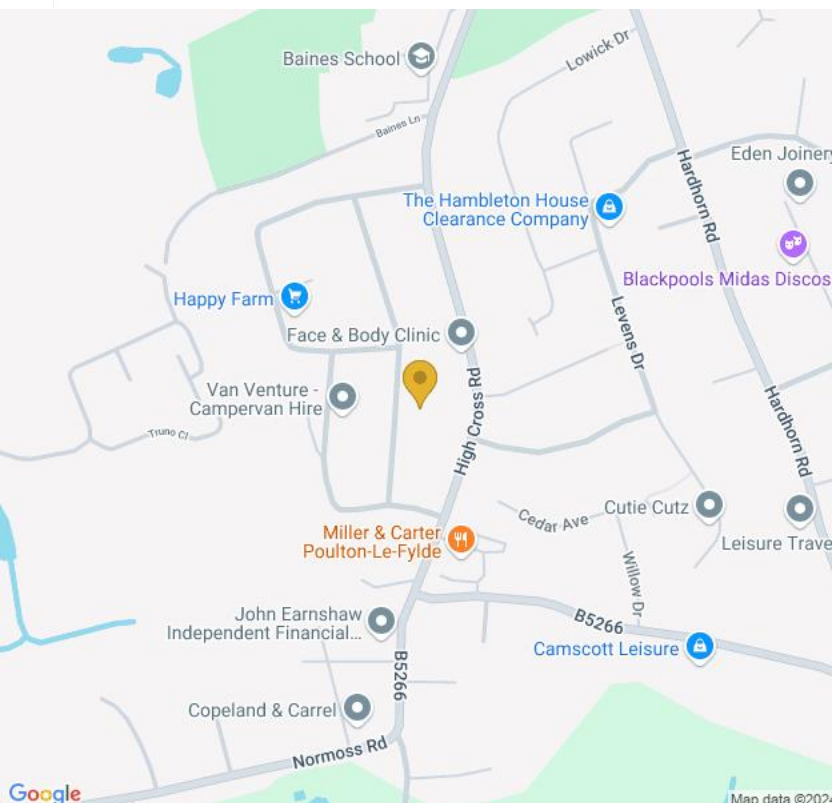 Baines School
Lowick Dr
Baines Ln
Hardhorn Rd
Eden Joinery
The Hambleton House
Clearance Company
Blackpools Midas Discos
Happy Farm
Face & Body Clinic
Levens Dr
Van Venture -
Campervan Hire
High Cross Rd
Hardhorn Rd
Truno Cl
Cutie Cutz
Cedar Ave
Leisure Trave
Miller & Carter
Poulton-Le-Fylde
Willow Dr
John Earnshaw
Independent Financial...
B5266
Camscott Leisure
B5266
Copeland & Carrel
Normoss Rd
Google
Map data ©2024